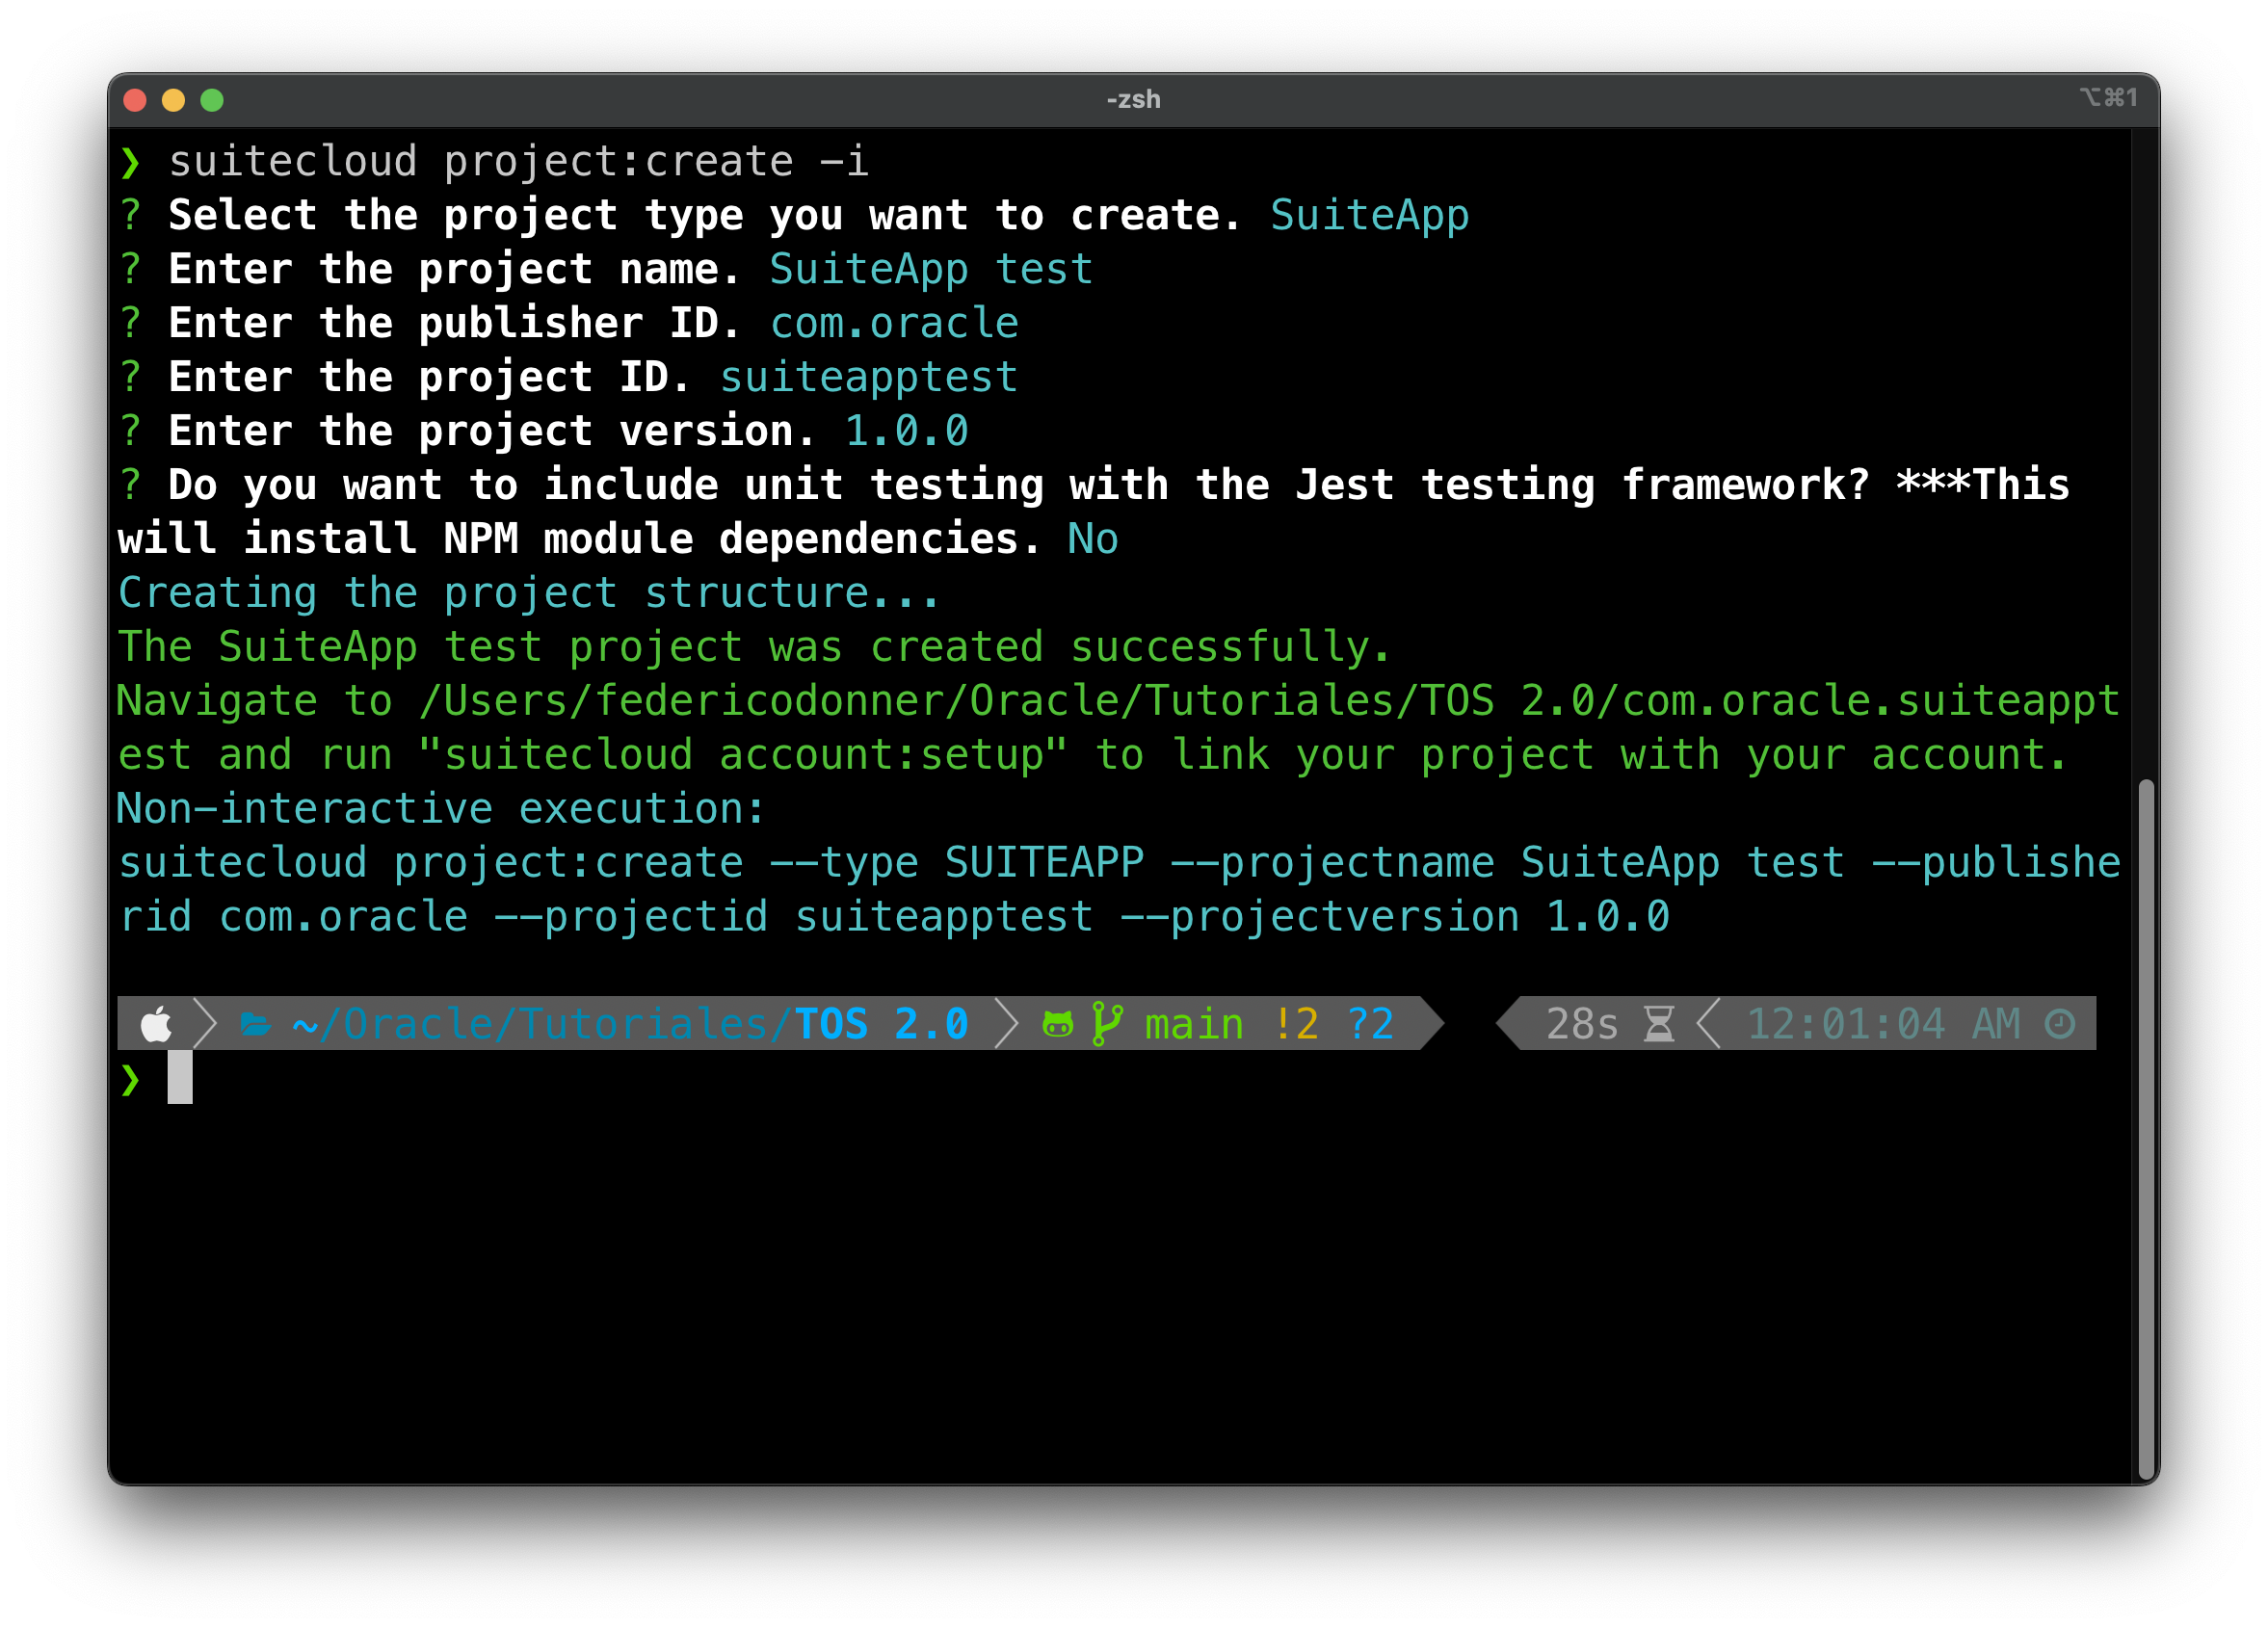 -zsh
⌥⌘1
❯ suitecloud project:create -i
? Select the project type you want to create. SuiteApp
? Enter the project name. SuiteApp test
? Enter the publisher ID. com.oracle
? Enter the project ID. suiteapptest
? Enter the project version. 1.0.0
? Do you want to include unit testing with the Jest testing framework? ***This
will install NPM module dependencies. No
Creating the project structure...
The SuiteApp test project was created successfully.
Navigate to /Users/federicodonner/Oracle/Tutoriales/TOS 2.0/com.oracle.suiteappt
est and run "suitecloud account:setup" to link your project with your account.
Non-interactive execution:
suitecloud project:create --type SUITEAPP --projectname SuiteApp test --publishe
rid com.oracle --projectid suiteapptest --projectversion 1.0.0
~/Oracle/Tutoriales/TOS 2.0 main !2 ?2 28s 12:01:04 AM
❯